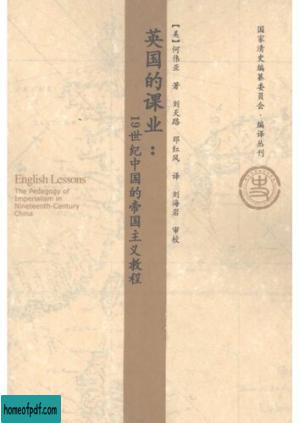 国家清史编纂委员会·编译丛刊
【美】何伟亚 著 刘天路 邓红风 译 刘海岩 审校
英国的课业：
19世纪中国的帝国主义教程
English Lessons
The Pedagogy of
Imperialism in
Nineteenth-Century
China
homeofpdf.com
homeofpdf.com